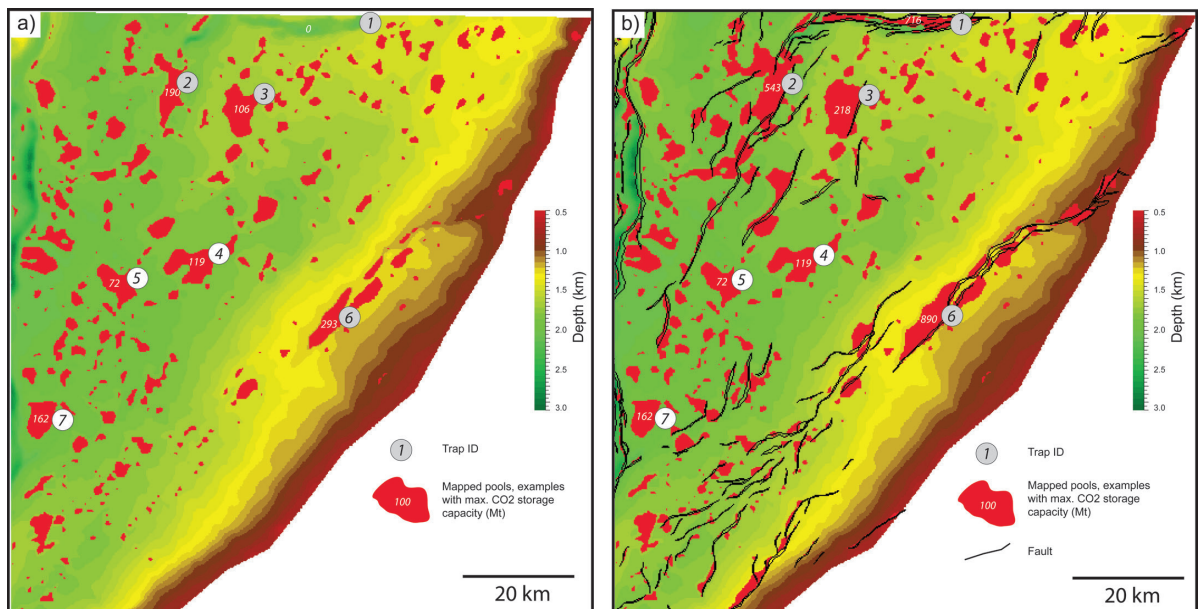 a)
0
1
190
2
106
3
119
4
72
5
293
6
162
7
0.5
1.0
1.5
2.0
2.5
3.0
Depth (km)
1
Trap ID
100
Mapped pools, examples
with max. CO2 storage
capacity (Mt)
20 km
b)
716
1
543
2
218
3
119
4
72
5
890
6
162
7
0.5
1.0
1.5
2.0
2.5
3.0
Depth (km)
1
Trap ID
100
Mapped pools, examples
with max. CO2 storage
capacity (Mt)
Fault
20 km